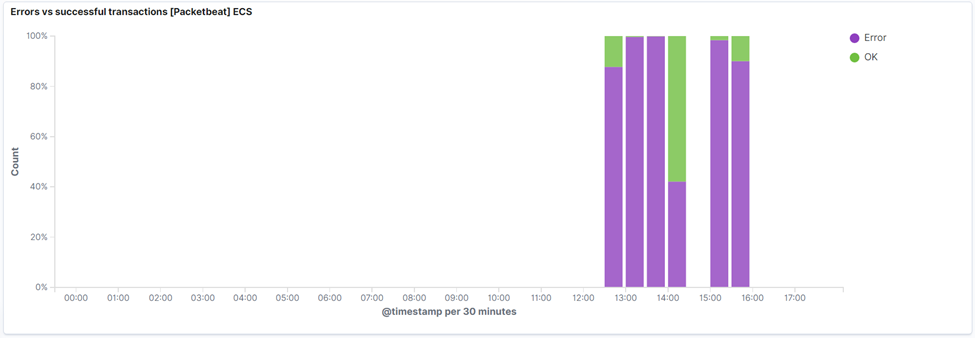 Errors vs successful transactions [Packetbeat] ECS
100%
80%
60%
40%
20%
0%
Count
00:00 01:00 02:00 03:00 04:00 05:00 06:00 07:00 08:00 09:00 10:00 11:00 12:00 13:00 14:00 15:00 16:00 17:00
@timestamp per 30 minutes
Error
OK